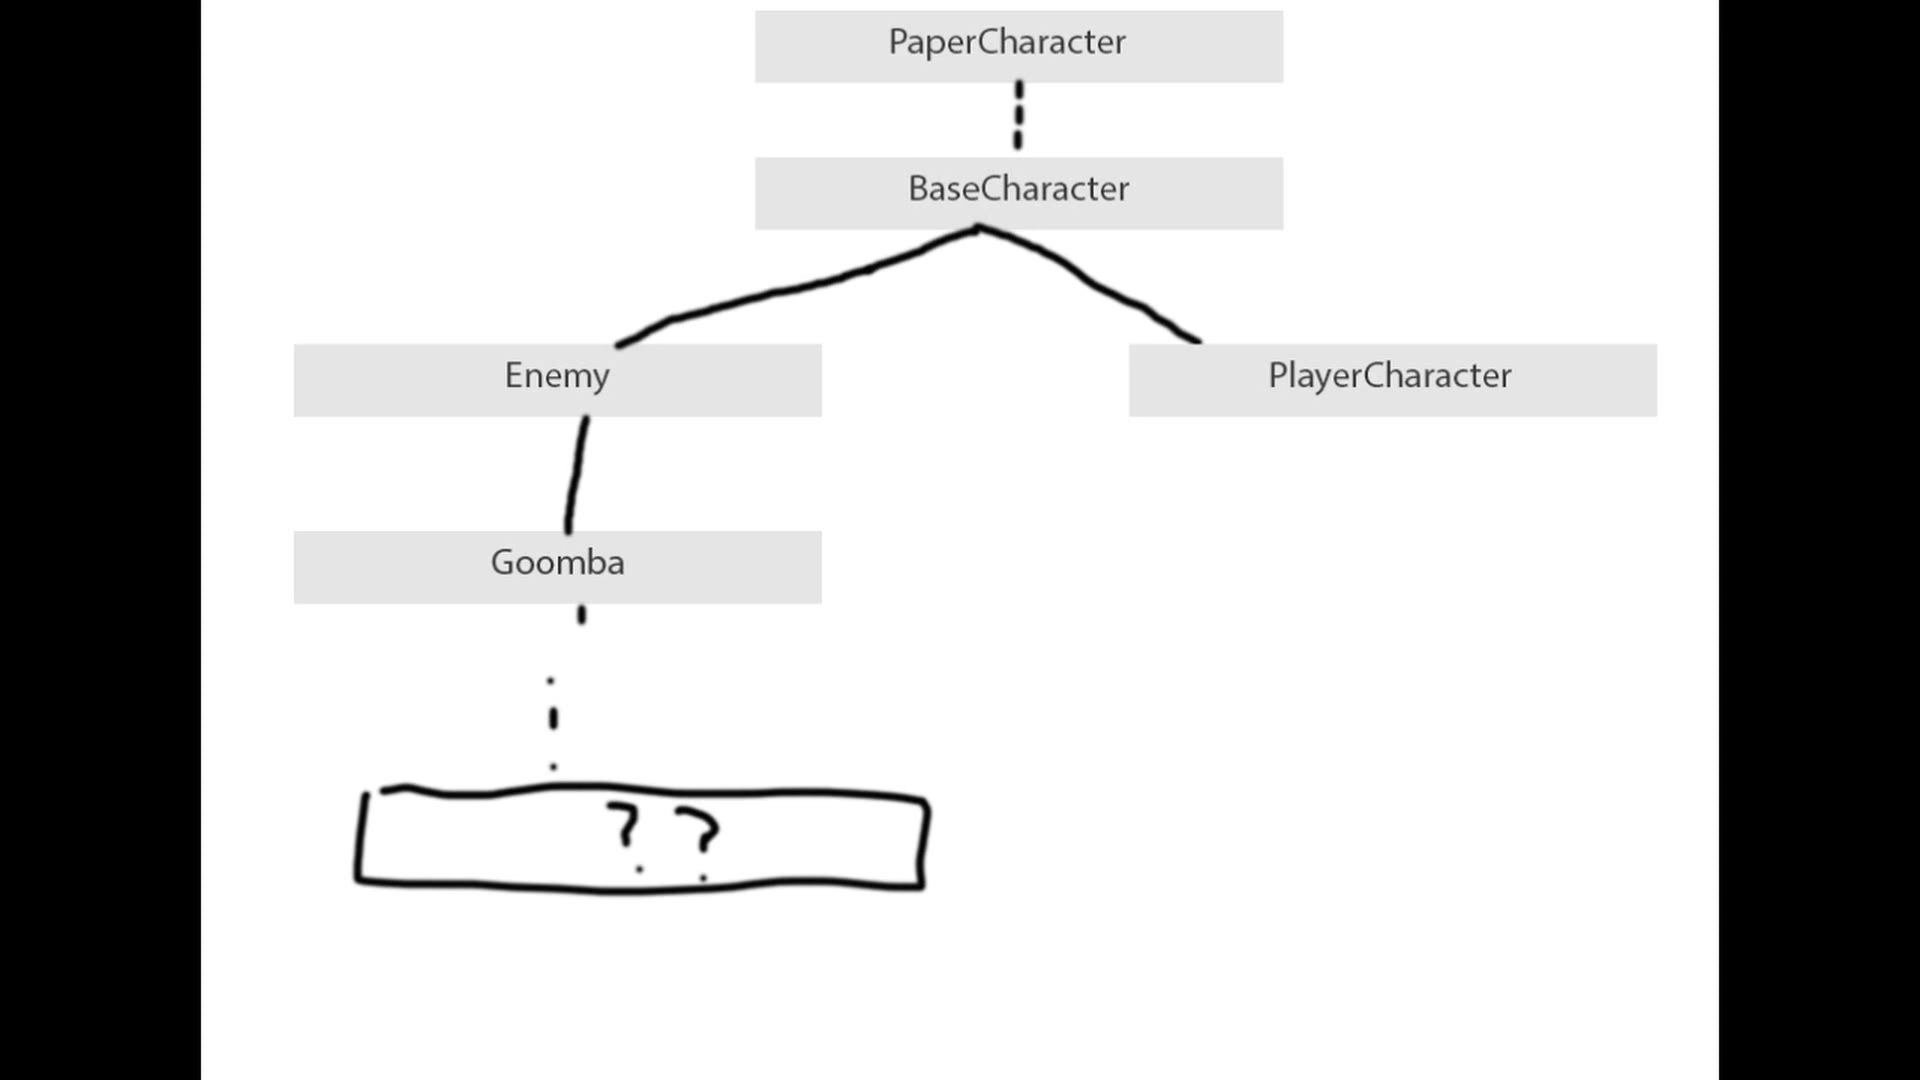 PaperCharacter
BaseCharacter
Enemy
PlayerCharacter
Goomba
? ?